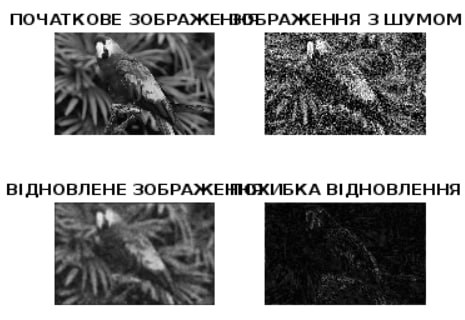 ПОЧАТКОВЕ ЗОБРАЖЕННЯ
ЗОБРАЖЕННЯ З ШУМОМ
ВІДНОВЛЕНЕ ЗОБРАЖЕННЯ
ПОХИБКА ВІДНОВЛЕННЯ